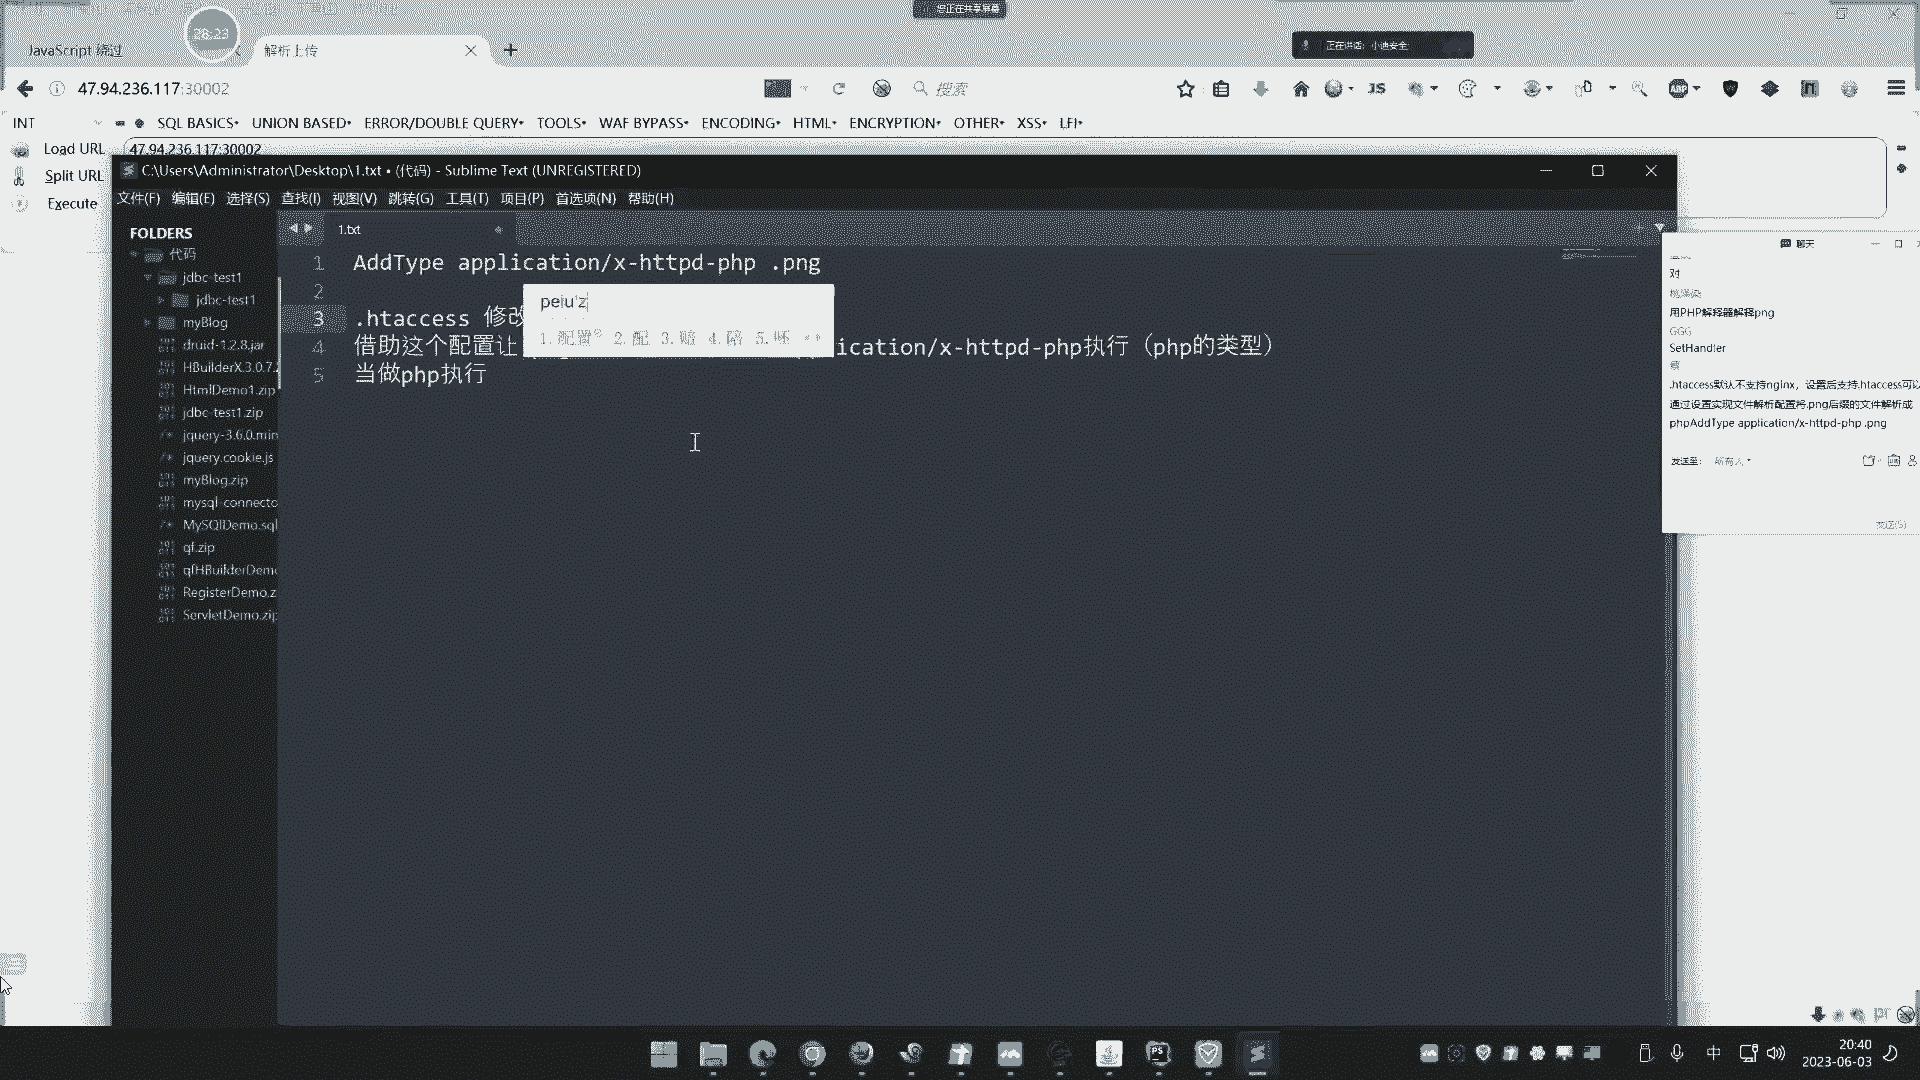 28:23
您正在共享屏幕
JavaScript 绕过
解析上传
正在讲话: 小迪安全
47.94.236.117:30002
搜索
JS
ABP
INT
SQL BASICS
UNION BASED
ERROR/DOUBLE QUERY
TOOLS
WAF BYPASS
ENCODING
HTML
ENCRYPTION
OTHER
XSS
LFI
Load URL
47.94.236.117:30002
Split URL
Execute
C:\Users\Administrator\Desktop\1.txt • (代码) - Sublime Text (UNREGISTERED)
文件(F) 编辑(E) 选择(S) 查找(I) 视图(V) 跳转(G) 工具(T) 项目(P) 首选项(N) 帮助(H)
FOLDERS
代码
jdbc-test1
jdbc-test1
myBlog
druid-1.2.8.jar
HBuilderX.3.0.7.
HtmlDemo1.zip
jdbc-test1.zip
jquery-3.6.0.min
jquery.cookie.js
myBlog.zip
mysql-connecto
MySQlDemo.sql
qf.zip
qfHBuilderDem
RegisterDemo.z
ServletDemo.zip
1.txt
1 AddType application/x-httpd-php .png
2
3 .htaccess 修改
4 借助这个配置让
ication/x-httpd-php执行（php的类型）
5 当做php执行
peiu'z
1.配置 2.配 3.赔 4.陪 5.呸
聊天
对
用PHP解释器解释png
GGG
SetHandler
.htaccess默认不支持nginx，设置后支持.htaccess可以
通过设置实现文件解析配置将.png后缀的文件解析成
phpAddType application/x-httpd-php .png
发送至: 所有人
发送(S)
中
20:40
2023-06-03